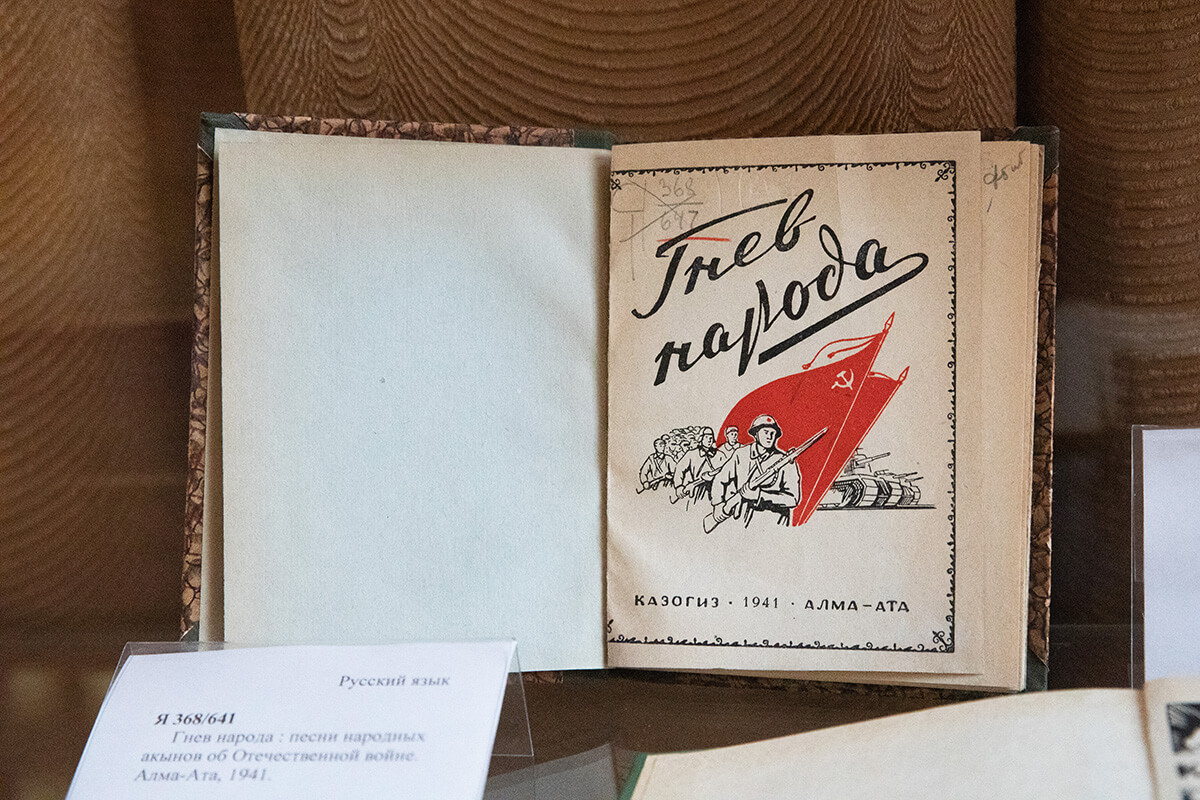 368
647
Гнев
народа
КАЗОГИЗ · 1941 · АЛМА-АТА
Русский язык
Я 368/641
Гнев народа : песни народных
акынов об Отечественной войне.
Алма-Ата, 1941.